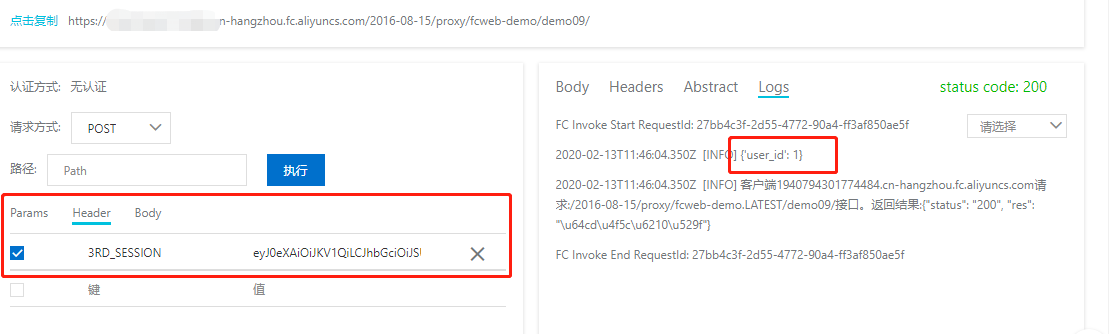 点击复制 https:// cn-hangzhou.fc.aliyuncs.com/2016-08-15/proxy/fcweb-demo/demo09/
认证方式: 无认证
请求方式: POST
路径: Path 执行
Params Header Body
3RD_SESSION eyJ0eXAiOiJKV1QiLCJhbGciOiJSU
键 值
Body Headers Abstract Logs status code: 200
FC Invoke Start RequestId: 27bb4c3f-2d55-4772-90a4-ff3af850ae5f 请选择
2020-02-13T11:46:04.350Z [INFO] {'user_id': 1}
2020-02-13T11:46:04.350Z [INFO] 客户端1940794301774484.cn-hangzhou.fc.aliyuncs.com请
求:/2016-08-15/proxy/fcweb-demo.LATEST/demo09/接口。返回结果:{"status": "200", "res":
"\u64cd\u4f5c\u6210\u529f"}
FC Invoke End RequestId: 27bb4c3f-2d55-4772-90a4-ff3af850ae5f